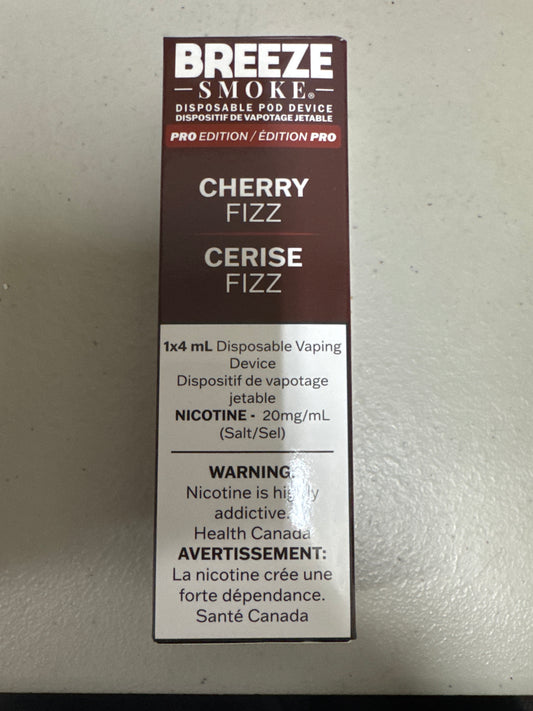 BREEZE
SMOKE®
DISPOSABLE POD DEVICE
DISPOSITIF DE VAPOTAGE JETABLE
PRO EDITION / ÉDITION PRO
CHERRY
FIZZ
CERISE
FIZZ
1x4 mL Disposable Vaping
Device
Dispositif de vapotage
jetable
NICOTINE - 20mg/mL
(Salt/Sel)
WARNING:
Nicotine is highly
addictive.
Health Canada
AVERTISSEMENT:
La nicotine crée une
forte dépendance.
Santé Canada